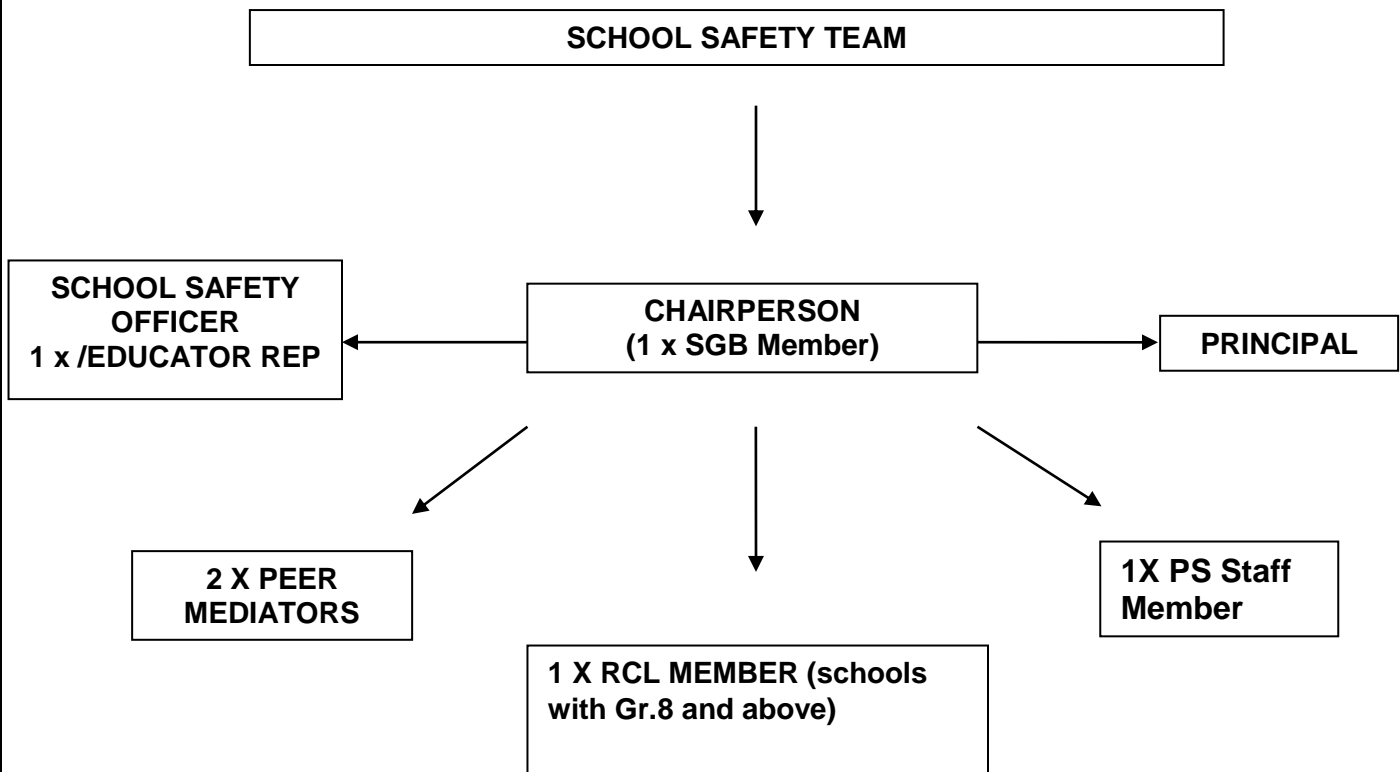 SCHOOL SAFETY TEAM
SCHOOL SAFETY
OFFICER
1 x /EDUCATOR REP
CHAIRPERSON
(1 x SGB Member)
PRINCIPAL
2 X PEER
MEDIATORS
1 X RCL MEMBER (schools
with Gr.8 and above)
1X PS Staff
Member